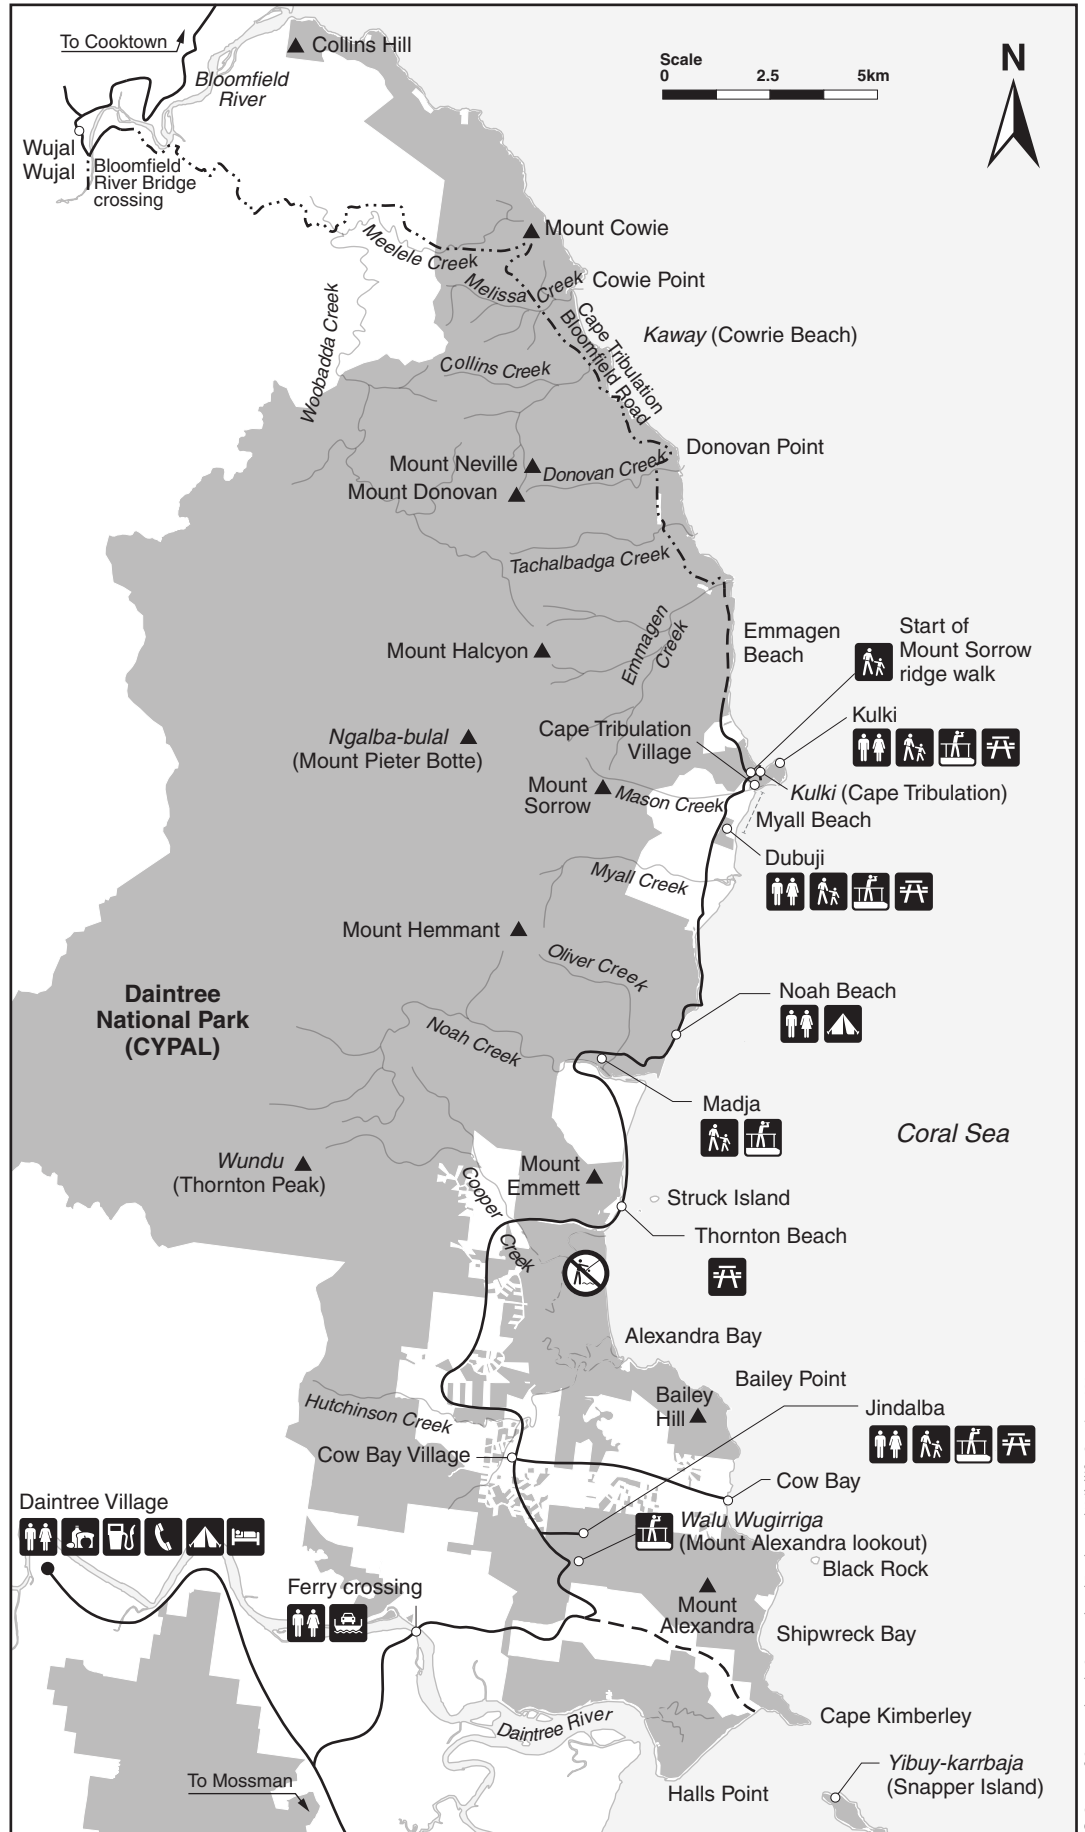 To Cooktown
Collins Hill
Bloomfield
River
Scale
0 2.5 5km
N
Wujal
Wujal
Bloomfield
River Bridge
crossing
Mount Cowie
Meelele Creek
Melissa Creek
Cowie Point
Woobadda Creek
Cape Tribulation
Bloomfield Road
Kaway (Cowrie Beach)
Collins Creek
Donovan Point
Mount Neville
Donovan Creek
Mount Donovan
Tachalbadga Creek
Emmagen
Creek
Emmagen
Beach
Start of
Mount Sorrow
ridge walk
Mount Halcyon
Kulki
Cape Tribulation
Village
Ngalba-bulal
(Mount Pieter Botte)
Mount
Sorrow
Mason Creek
Kulki (Cape Tribulation)
Myall Beach
Dubuji
Myall Creek
Mount Hemmant
Oliver Creek
Daintree
National Park
(CYPAL)
Noah Beach
Noah Creek
Madja
Coral Sea
Wundu
(Thornton Peak)
Mount
Emmett
Cooper
Creek
Struck Island
Thornton Beach
Alexandra Bay
Bailey Point
Bailey
Hill
Jindalba
Hutchinson Creek
Cow Bay Village
Cow Bay
Daintree Village
Walu Wugirriga
(Mount Alexandra lookout)
Black Rock
Ferry crossing
Mount
Alexandra
Shipwreck Bay
Daintree River
Cape Kimberley
Yibuy-karrbaja
(Snapper Island)
To Mossman
Halls Point